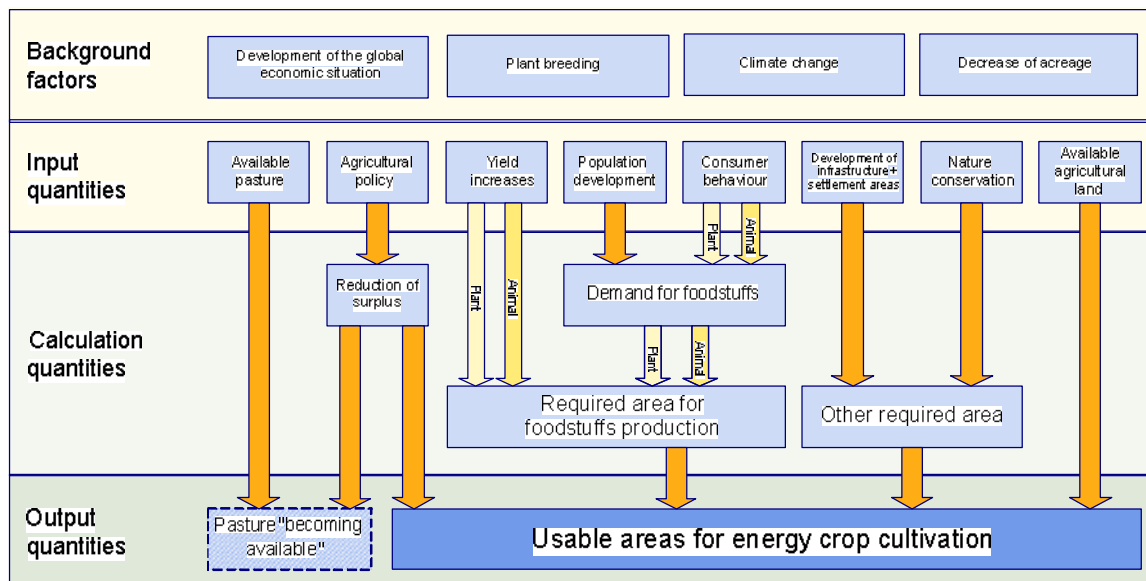 Background
factors
Development of the global
economic situation
Plant breeding
Climate change
Decrease of acreage
Input
quantities
Available
pasture
Agricultural
policy
Yield
increases
Population
development
Consumer
behaviour
Development of
infrastructure+
settlement areas
Nature
conservation
Available
agricultural
land
Plant
Animal
Calculation
quantities
Reduction of
surplus
Plant
Animal
Demand for foodstuffs
Plant
Animal
Required area for
foodstuffs production
Other required area
Output
quantities
Pasture"becoming
available"
Usable areas for energy crop cultivation